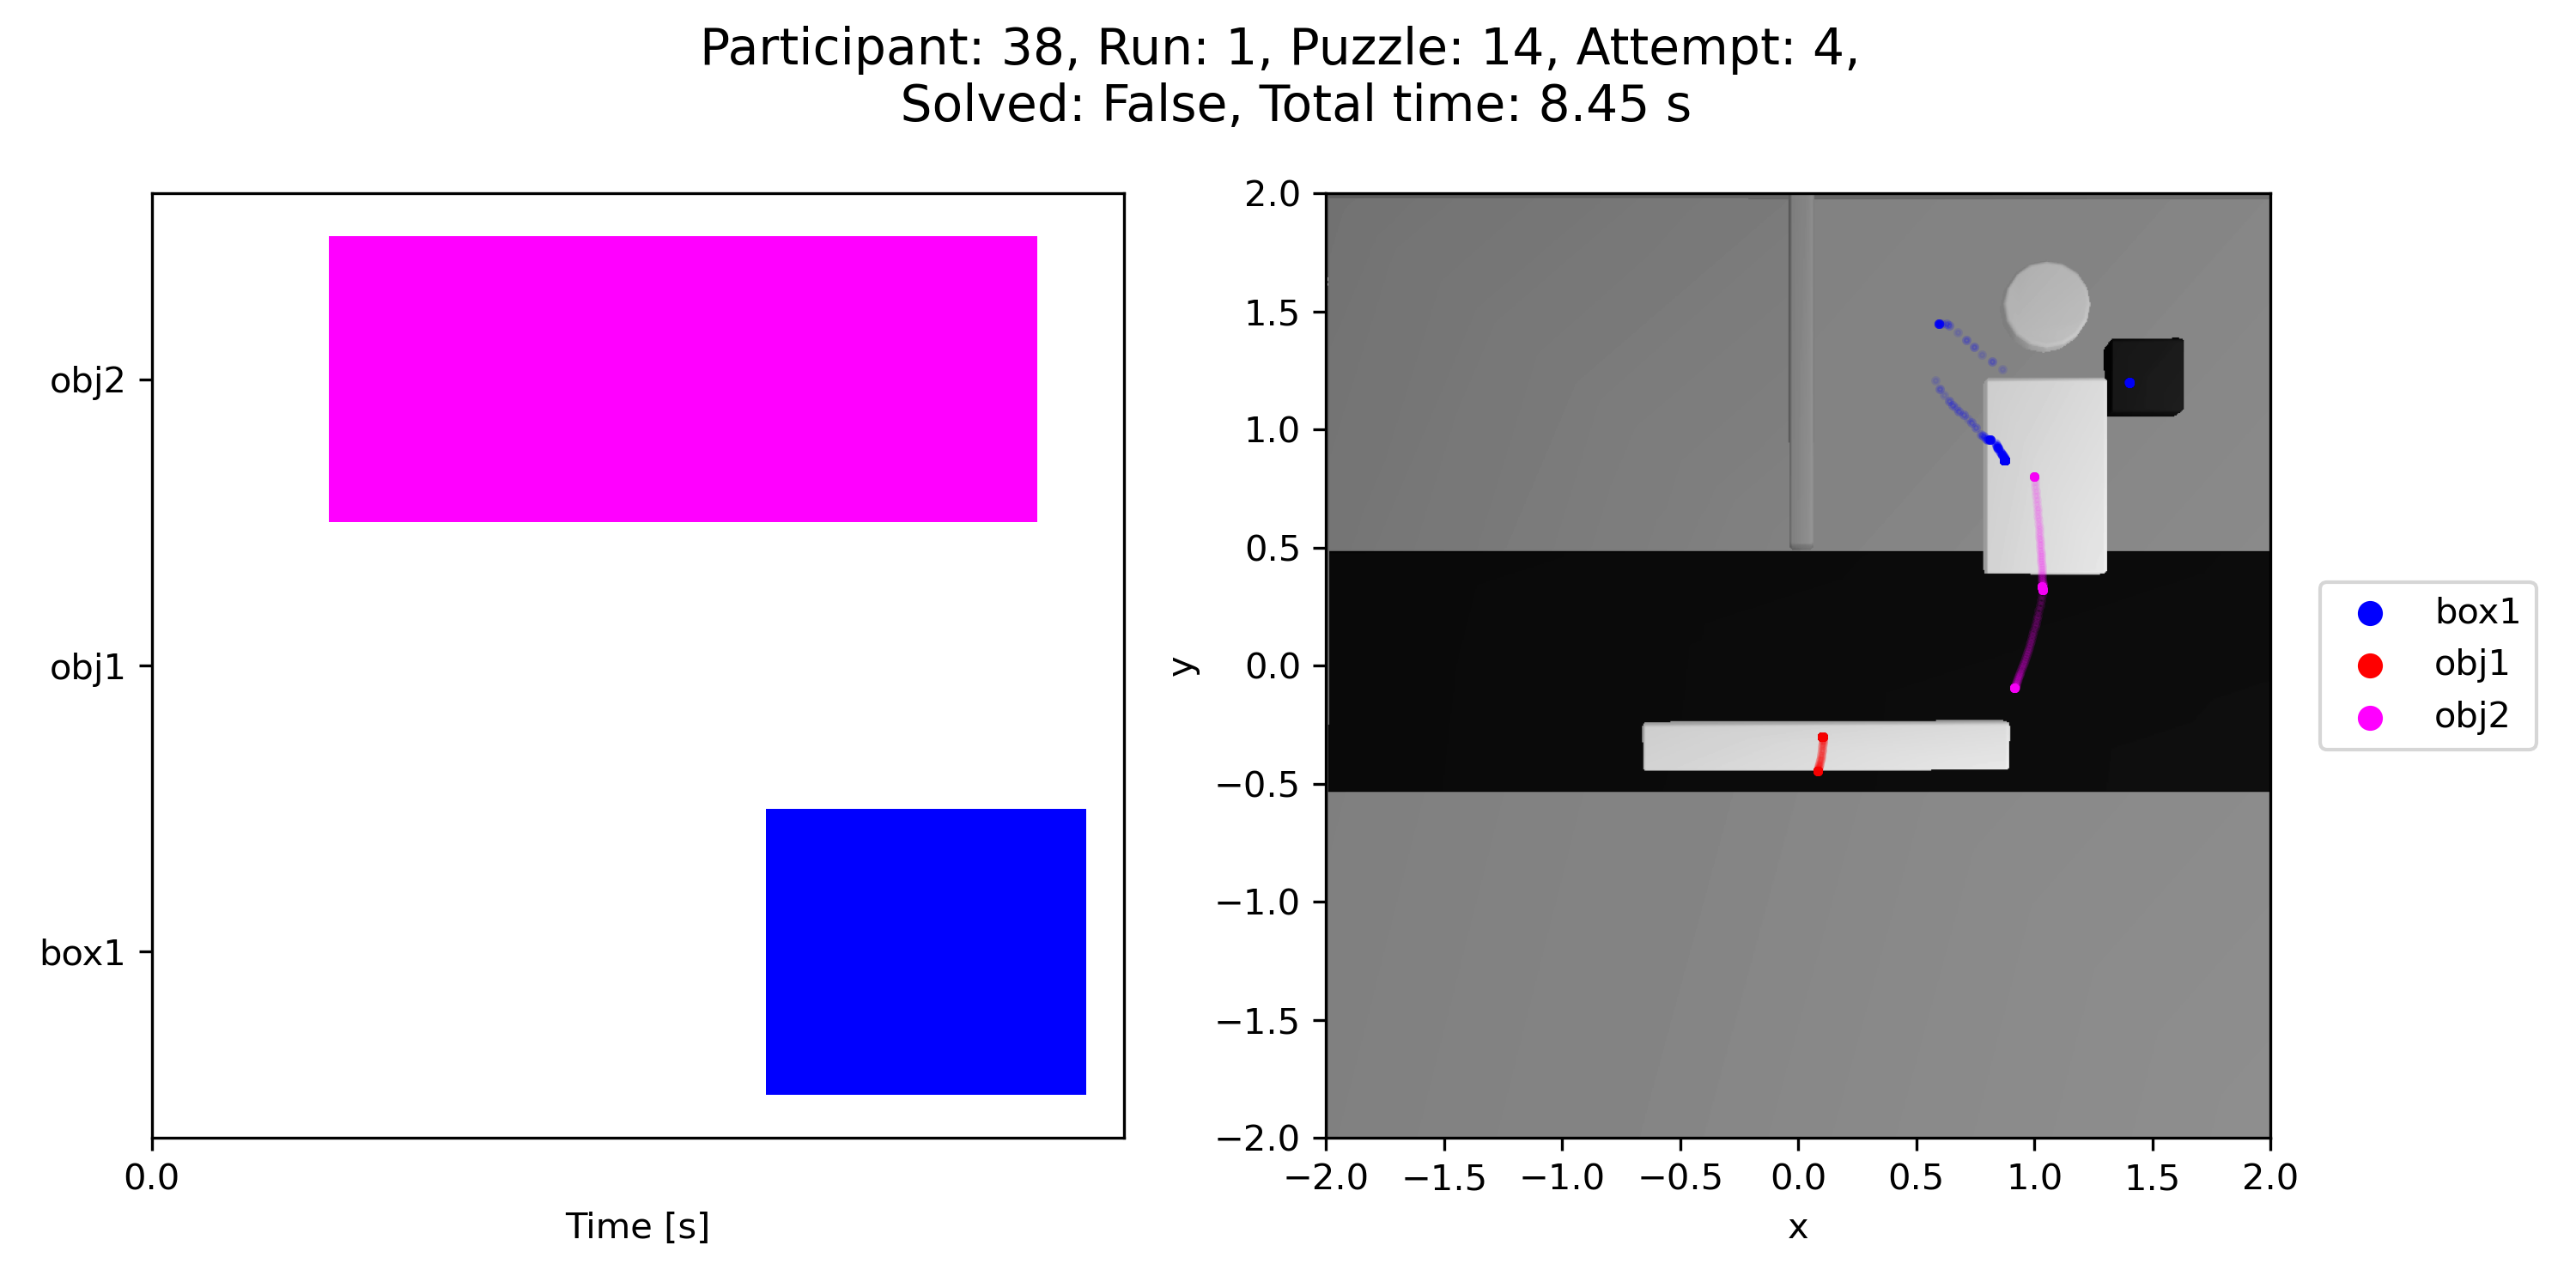 Participant: 38, Run: 1, Puzzle: 14, Attempt: 4,
Solved: False, Total time: 8.45 s
obj2
obj1
box1
0.0
Time [s]
2.0
1.5
1.0
0.5
0.0
−0.5
−1.0
−1.5
−2.0
y
−2.0 −1.5 −1.0 −0.5 0.0 0.5 1.0 1.5 2.0
x
box1
obj1
obj2